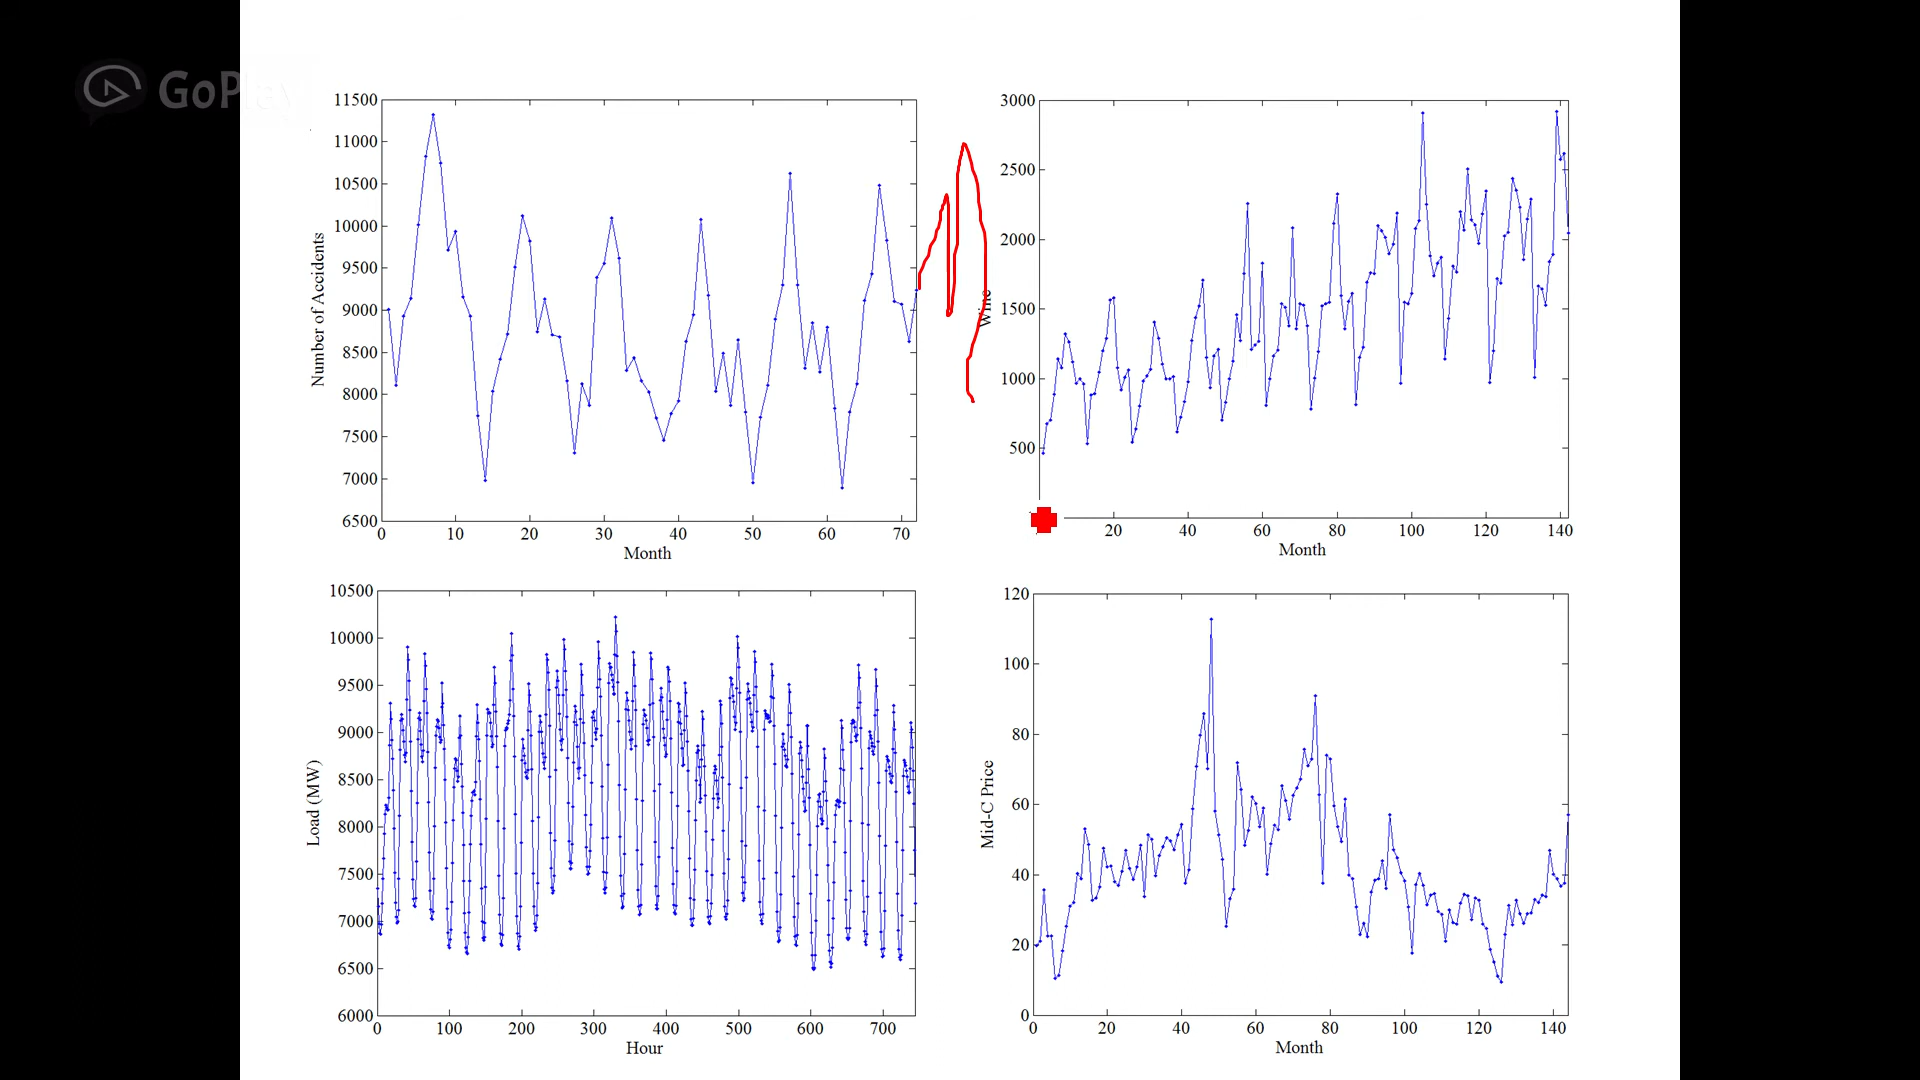 GoPlay
11500
11000
10500
10000
9500
9000
8500
8000
7500
7000
6500
Number of Accidents
0 10 20 30 40 50 60 70
Month
3000
2500
2000
1500
1000
500
Wine
20 40 60 80 100 120 140
Month
10500
10000
9500
9000
8500
8000
7500
7000
6500
6000
Load (MW)
0 100 200 300 400 500 600 700
Hour
120
100
80
60
40
20
0
Mid-C Price
0 20 40 60 80 100 120 140
Month